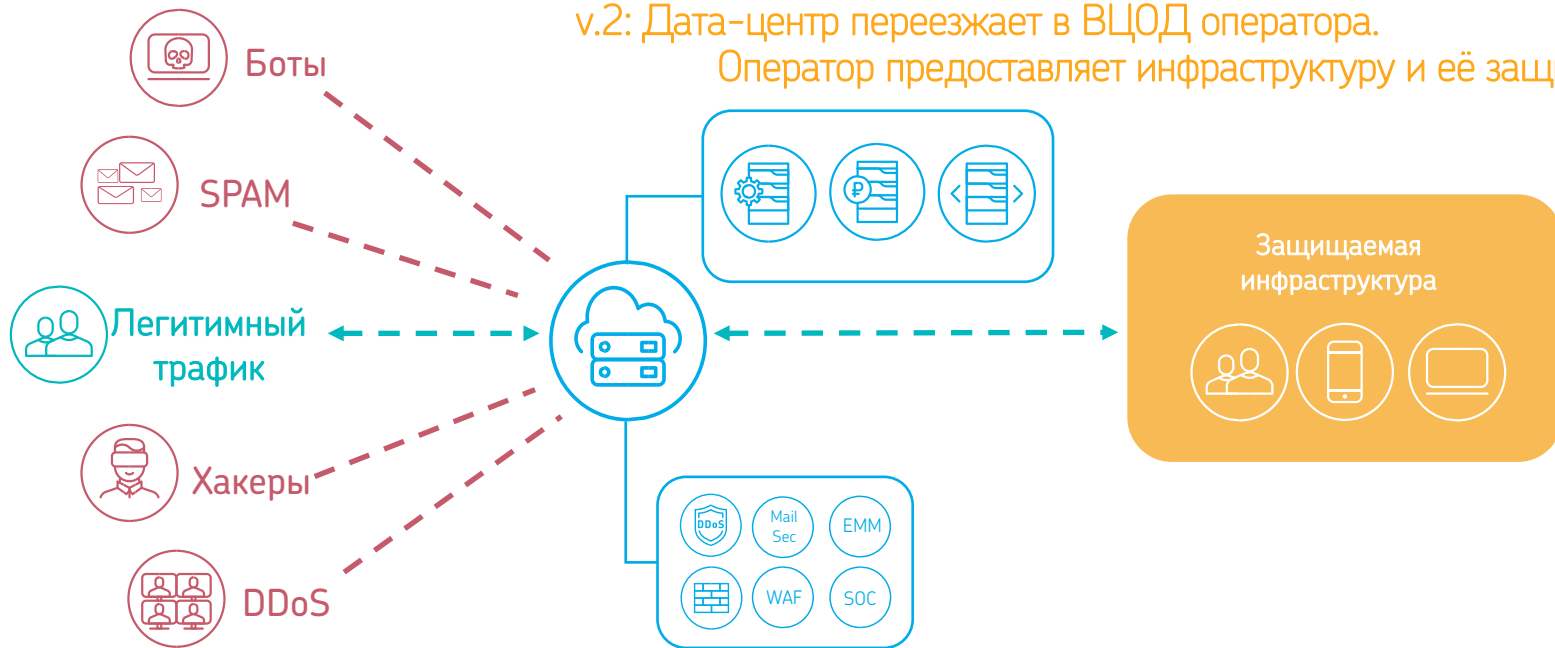 v.2: Дата-центр переезжает в ВЦОД оператора.
Оператор предоставляет инфраструктуру и её
Боты
SPAM
Легитимный
трафик
Хакеры
DDoS
₽
Защищаемая
инфраструктура
DDoS
Mail
Sec
EMM
WAF
SOC